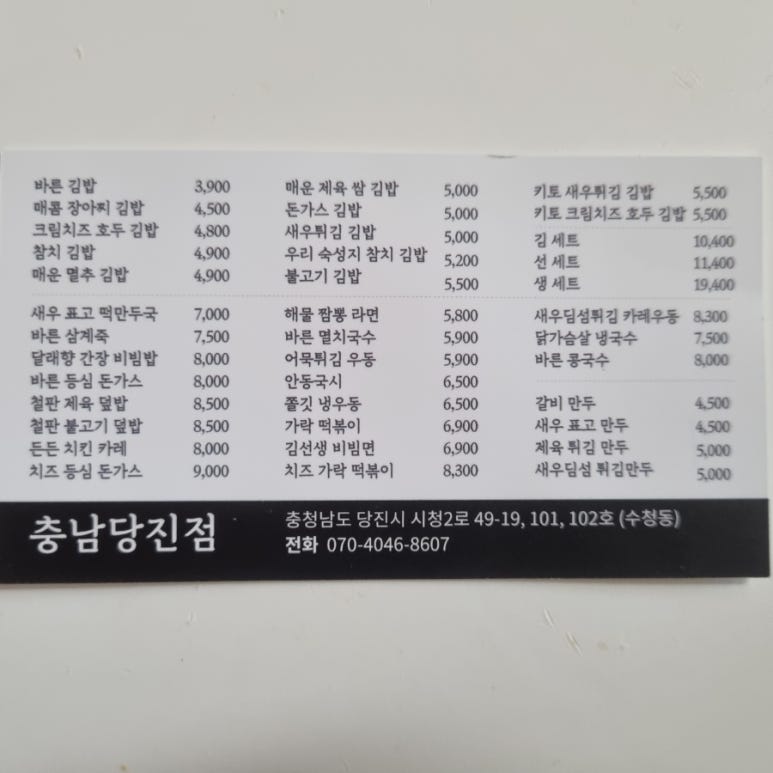 바른 김밥 3,900
매콤 장아찌 김밥 4,500
크림치즈 호두 김밥 4,800
참치 김밥 4,900
매운 멸추 김밥 4,900
매운 제육 쌈 김밥 5,000
돈가스 김밥 5,000
새우튀김 김밥 5,000
우리 숙성지 참치 김밥 5,200
불고기 김밥 5,500
키토 새우튀김 김밥 5,500
키토 크림치즈 호두 김밥 5,500
김 세트 10,400
선 세트 11,400
생 세트 19,400
새우 표고 떡만두국 7,000
바른 삼계죽 7,500
달래향 간장 비빔밥 8,000
바른 등심 돈가스 8,000
철판 제육 덮밥 8,500
철판 불고기 덮밥 8,500
든든 치킨 카레 8,000
치즈 등심 돈가스 9,000
해물 짬뽕 라면 5,800
바른 멸치국수 5,900
어묵튀김 우동 5,900
안동국시 6,500
쫄깃 냉우동 6,500
가락 떡볶이 6,900
김선생 비빔면 6,900
치즈 가락 떡볶이 8,300
새우딤섬튀김 카레우동 8,300
닭가슴살 냉국수 7,500
바른 콩국수 8,000
갈비 만두 4,500
새우 표고 만두 4,500
제육 튀김 만두 5,000
새우딤섬 튀김만두 5,000
충남당진점
충청남도 당진시 시청2로 49-19, 101, 102호 (수청동)
전화 070-4046-8607